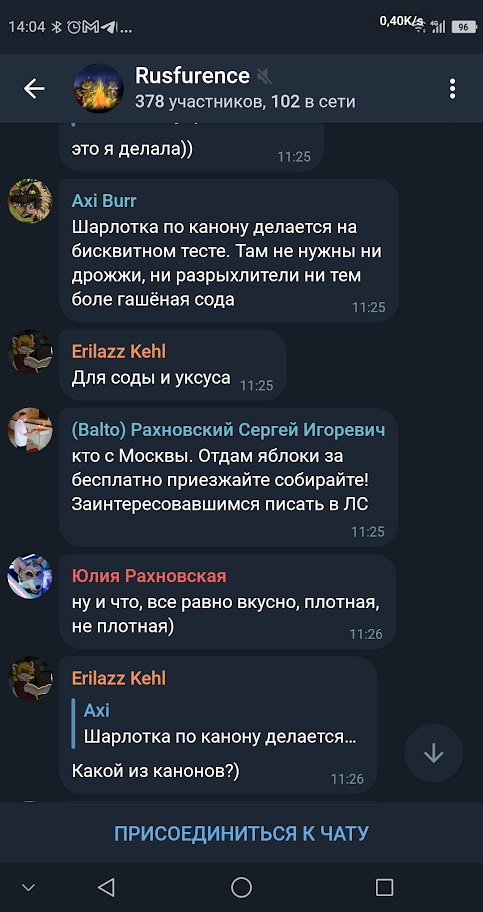 14:04
0,40K/s
4G
96
Rusfurence
378 участников, 102 в сети
это я делала))
11:25
Axi Burr
Шарлотка по канону делается на
бисквитном тесте. Там не нужны ни
дрожжи, ни разрыхлители ни тем
боле гашёная сода
11:25
Erilazz Kehl
Для соды и уксуса 11:25
(Balto) Рахновский Сергей Игоревич
кто с Москвы. Отдам яблоки за
бесплатно приезжайте собирайте!
Заинтересовавшимся писать в ЛС
11:25
Юлия Рахновская
ну и что, все равно вкусно, плотная,
не плотная)
11:26
Erilazz Kehl
Axi
Шарлотка по канону делается...
Какой из канонов?)
11:26
ПРИСОЕДИНИТЬСЯ К ЧАТУ